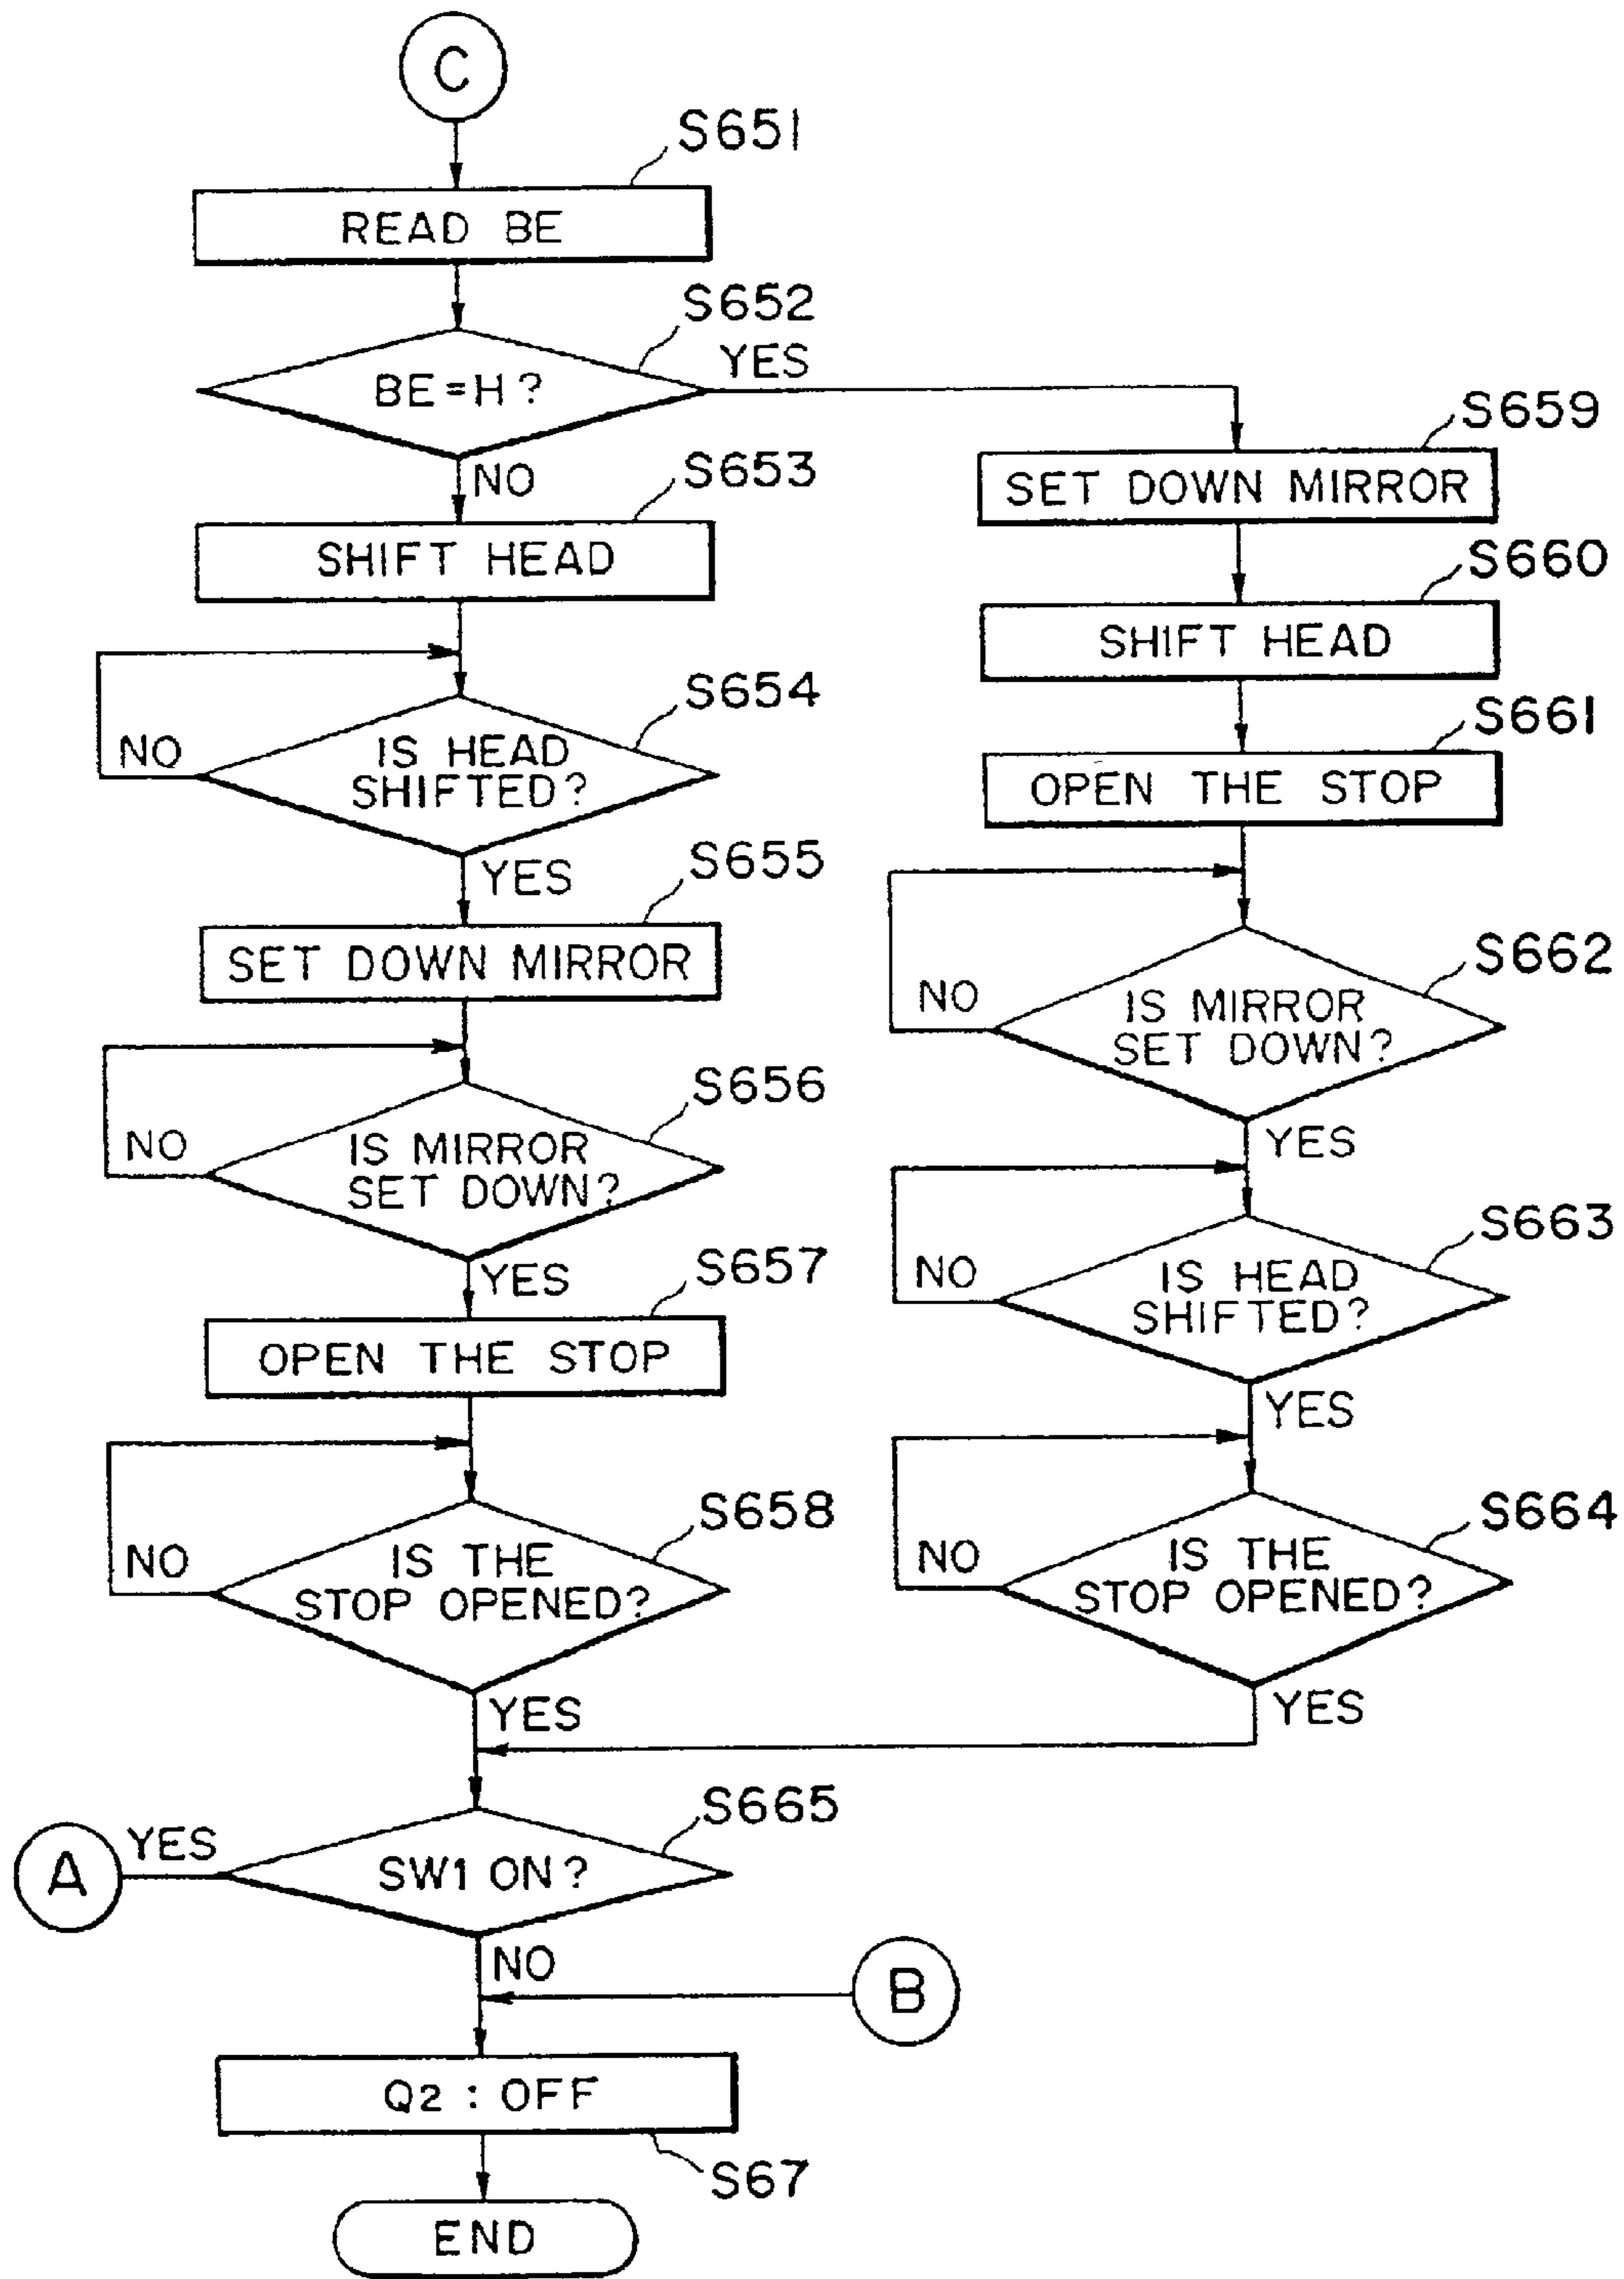 C
S651
READ BE
S652
BE=H?
YES
NO
S653
SHIFT HEAD
S654
NO
IS HEAD
SHIFTED?
YES
S655
SET DOWN MIRROR
S656
NO
IS MIRROR
SET DOWN?
YES
S657
OPEN THE STOP
S658
NO
IS THE
STOP OPENED?
YES
S659
SET DOWN MIRROR
S660
SHIFT HEAD
S661
OPEN THE STOP
S662
NO
IS MIRROR
SET DOWN?
YES
S663
NO
IS HEAD
SHIFTED?
YES
S664
NO
IS THE
STOP OPENED?
YES
S665
A
YES
SW1 ON?
NO
B
Q2 : OFF
S67
END